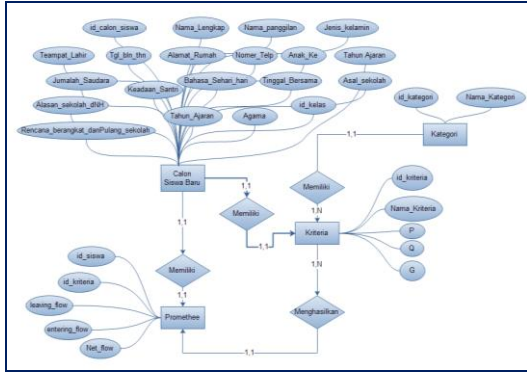 id_calon_siswa
Nama_Lengkap
Nama_panggilan
Jenis_kelamin
Teampat_Lahir
Tgl_bln_thn
Alamat_Rumah
Nomer_Telp
Anak_Ke
Tahun Ajaran
Jumalah_Saudara
Keadaan_Santri
Bahasa_Sehari_hari
Tinggal_Bersama
Asal_sekolah
Alasan_sekolah_diNH
Tahun_Ajaran
Agama
id_kelas
Rencana_berangkat_danPulang_sekolah
id_kategori
Nama_Kategori
Kategori
1,1
Calon
Siswa Baru
1,1
Memiliki
1,1
Memiliki
1,N
id_kriteria
Nama_Kriteria
P
Q
G
Kriteria
1,1
Memiliki
1,1
1,N
Menghasilkan
1,1
id_siswa
id_kriteria
leaving_flow
entering_flow
Net_flow
Promethee